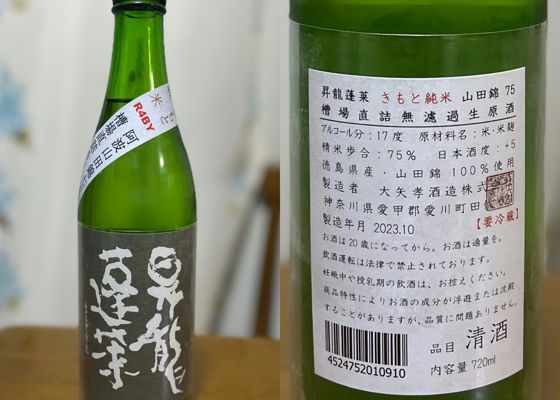 R4BY
阿波山田錦
槽場直詰
昇龍
蓬莱
昇龍蓬莱 きもと純米 山田錦 75
槽場直詰無濾過生原酒
アルコール分:17度 原材料名:米・米麹
精米歩合:75% 日本酒度:+5
徳島県産・山田錦 100%使用
製造者 大矢孝酒造株式
神奈川県愛甲郡愛川町田
製造年月 2023.10 【要冷蔵】
お酒は20歳になってから。お酒は適量を。
飲酒運転は法律で禁止されております。
妊娠中や授乳期の飲酒は、お控えください。
商品特性によりお酒の成分が浮遊または沈殿
することがありますが、品質に問題ありません。
4524752010910
品目 清酒
内容量 720ml